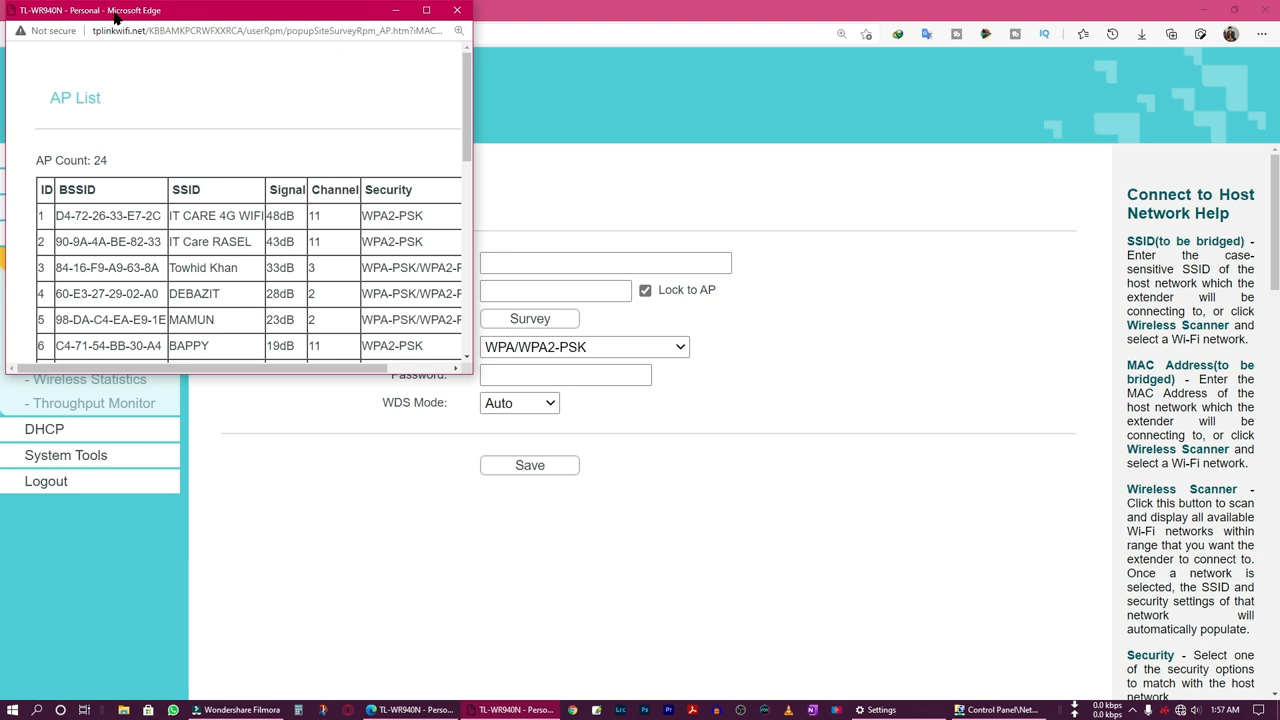 TL-WR940N - Personal - Microsoft Edge
Not secure
tplinkwifi.net/KBBAMKPCRWFXXRCA/userRpm/popupSiteSurveyRpm_AP.htm?iMAC...
IQ
AP List
AP Count: 24
ID BSSID SSID Signal Channel Security
1 D4-72-26-33-E7-2C IT CARE 4G WIFI 48dB 11 WPA2-PSK
2 90-9A-4A-BE-82-33 IT Care RASEL 43dB 11 WPA2-PSK
3 84-16-F9-A9-63-8A Towhid Khan 33dB 3 WPA-PSK/WPA2-P
4 60-E3-27-29-02-A0 DEBAZIT 28dB 2 WPA-PSK/WPA2-P
5 98-DA-C4-EA-E9-1E MAMUN 23dB 2 WPA-PSK/WPA2-P
6 C4-71-54-BB-30-A4 BAPPY 19dB 11 WPA2-PSK
Lock to AP
Survey
WPA/WPA2-PSK
Password:
WDS Mode: Auto
Save
- Wireless Statistics
- Throughput Monitor
DHCP
System Tools
Logout
Connect to Host
Network Help
SSID(to be bridged) -
Enter the case-
sensitive SSID of the
host network which the
extender will be
connecting to, or click
Wireless Scanner and
select a Wi-Fi network.
MAC Address(to be
bridged) - Enter the
MAC Address of the
host network which the
extender will be
connecting to, or click
Wireless Scanner and
select a Wi-Fi network.
Wireless Scanner -
Click this button to scan
and display all available
Wi-Fi networks within
range that you want the
extender to connect to.
Once a network is
selected, the SSID and
security settings of that
network will
automatically populate.
Security - Select one
of the security options
to match with the host
network.
Wondershare Filmora
TL-WR940N - Perso...
TL-WR940N - Perso...
Lrc
Ps
Pr
Settings
Control Panel\Net...
0.0 kbps
0.0 kbps
1:57 AM